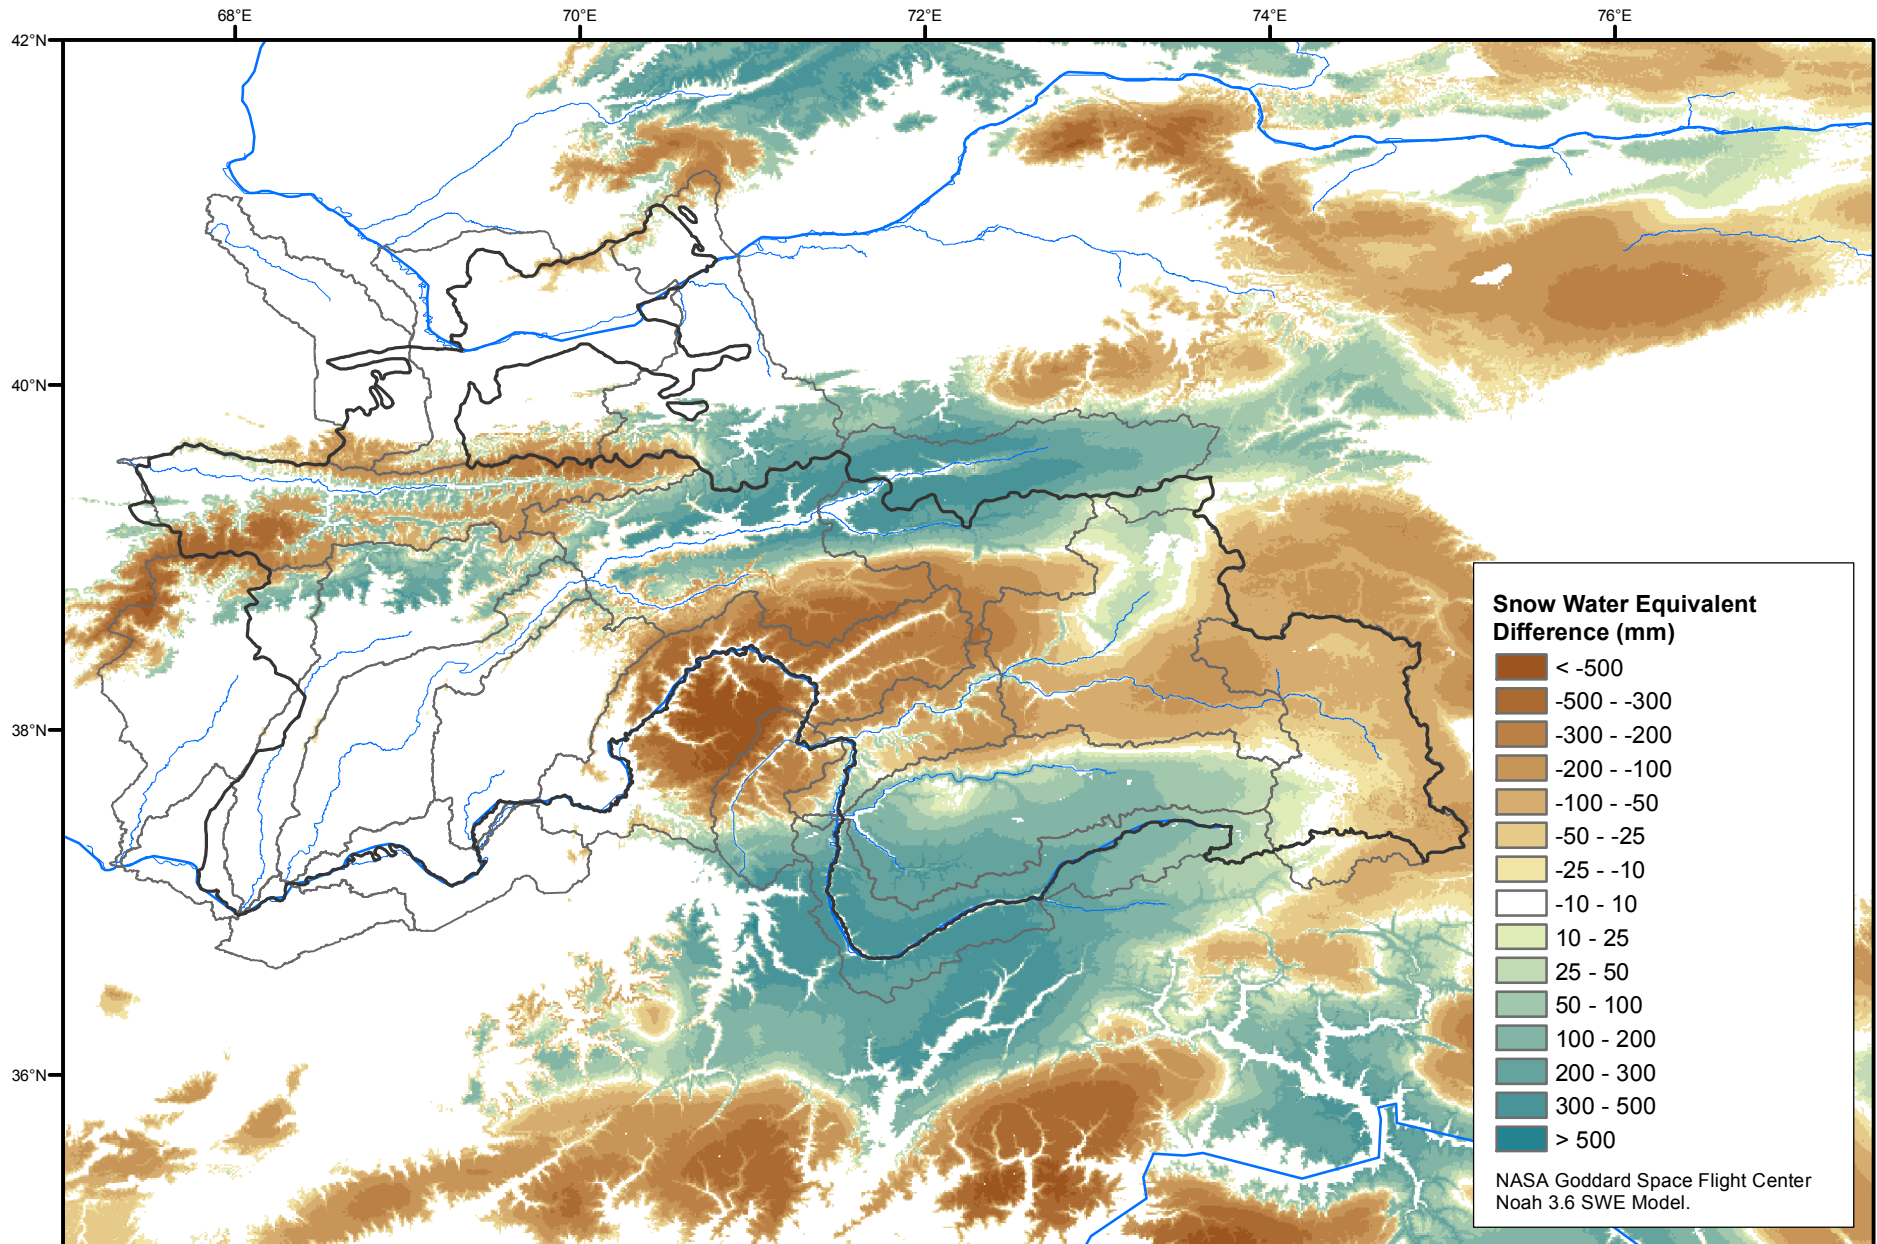 68°E
70°E
72°E
74°E
76°E
42°N
40°N
38°N
36°N
Snow Water Equivalent
Difference (mm)
< -500
-500 - -300
-300 - -200
-200 - -100
-100 - -50
-50 - -25
-25 - -10
-10 - 10
10 - 25
25 - 50
50 - 100
100 - 200
200 - 300
300 - 500
> 500
NASA Goddard Space Flight Center
Noah 3.6 SWE Model.